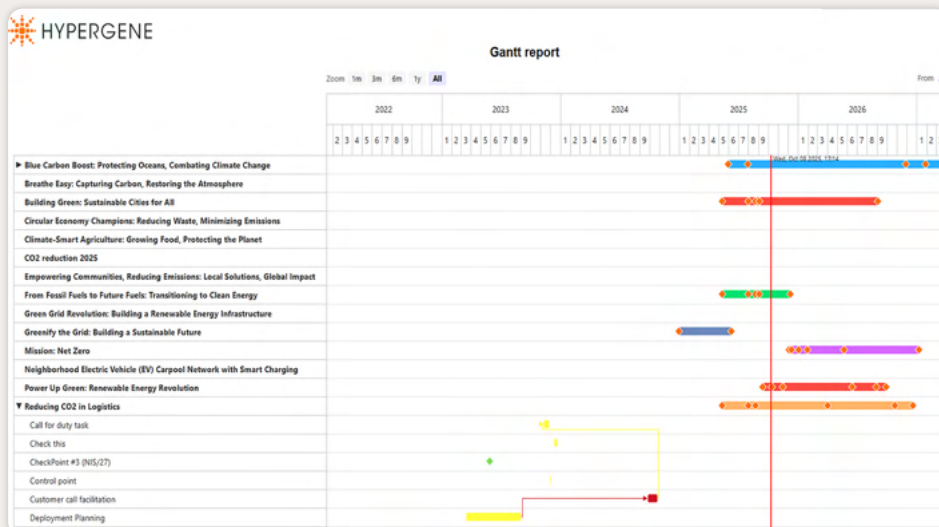 HYPERGENE
Gantt report
Zoom 1m 3m 6m 1y All From
2022 2023 2024 2025 2026
2 3 4 5 6 7 8 9 1 2 3 4 5 6 7 8 9 1 2 3 4 5 6 7 8 9 1 2 3 4 5 6 7 8 9 1 2 3 4 5 6 7 8 9 1 2
Wed, Oct 08 2025, 17:14
Blue Carbon Boost: Protecting Oceans, Combating Climate Change
Breathe Easy: Capturing Carbon, Restoring the Atmosphere
Building Green: Sustainable Cities for All
Circular Economy Champions: Reducing Waste, Minimizing Emissions
Climate-Smart Agriculture: Growing Food, Protecting the Planet
CO2 reduction 2025
Empowering Communities, Reducing Emissions: Local Solutions, Global Impact
From Fossil Fuels to Future Fuels: Transitioning to Clean Energy
Green Grid Revolution: Building a Renewable Energy Infrastructure
Greenify the Grid: Building a Sustainable Future
Mission: Net Zero
Neighborhood Electric Vehicle (EV) Carpool Network with Smart Charging
Power Up Green: Renewable Energy Revolution
Reducing CO2 in Logistics
Call for duty task
Check this
CheckPoint #3 (NIS/27)
Control point
Customer call facilitation
Deployment Planning